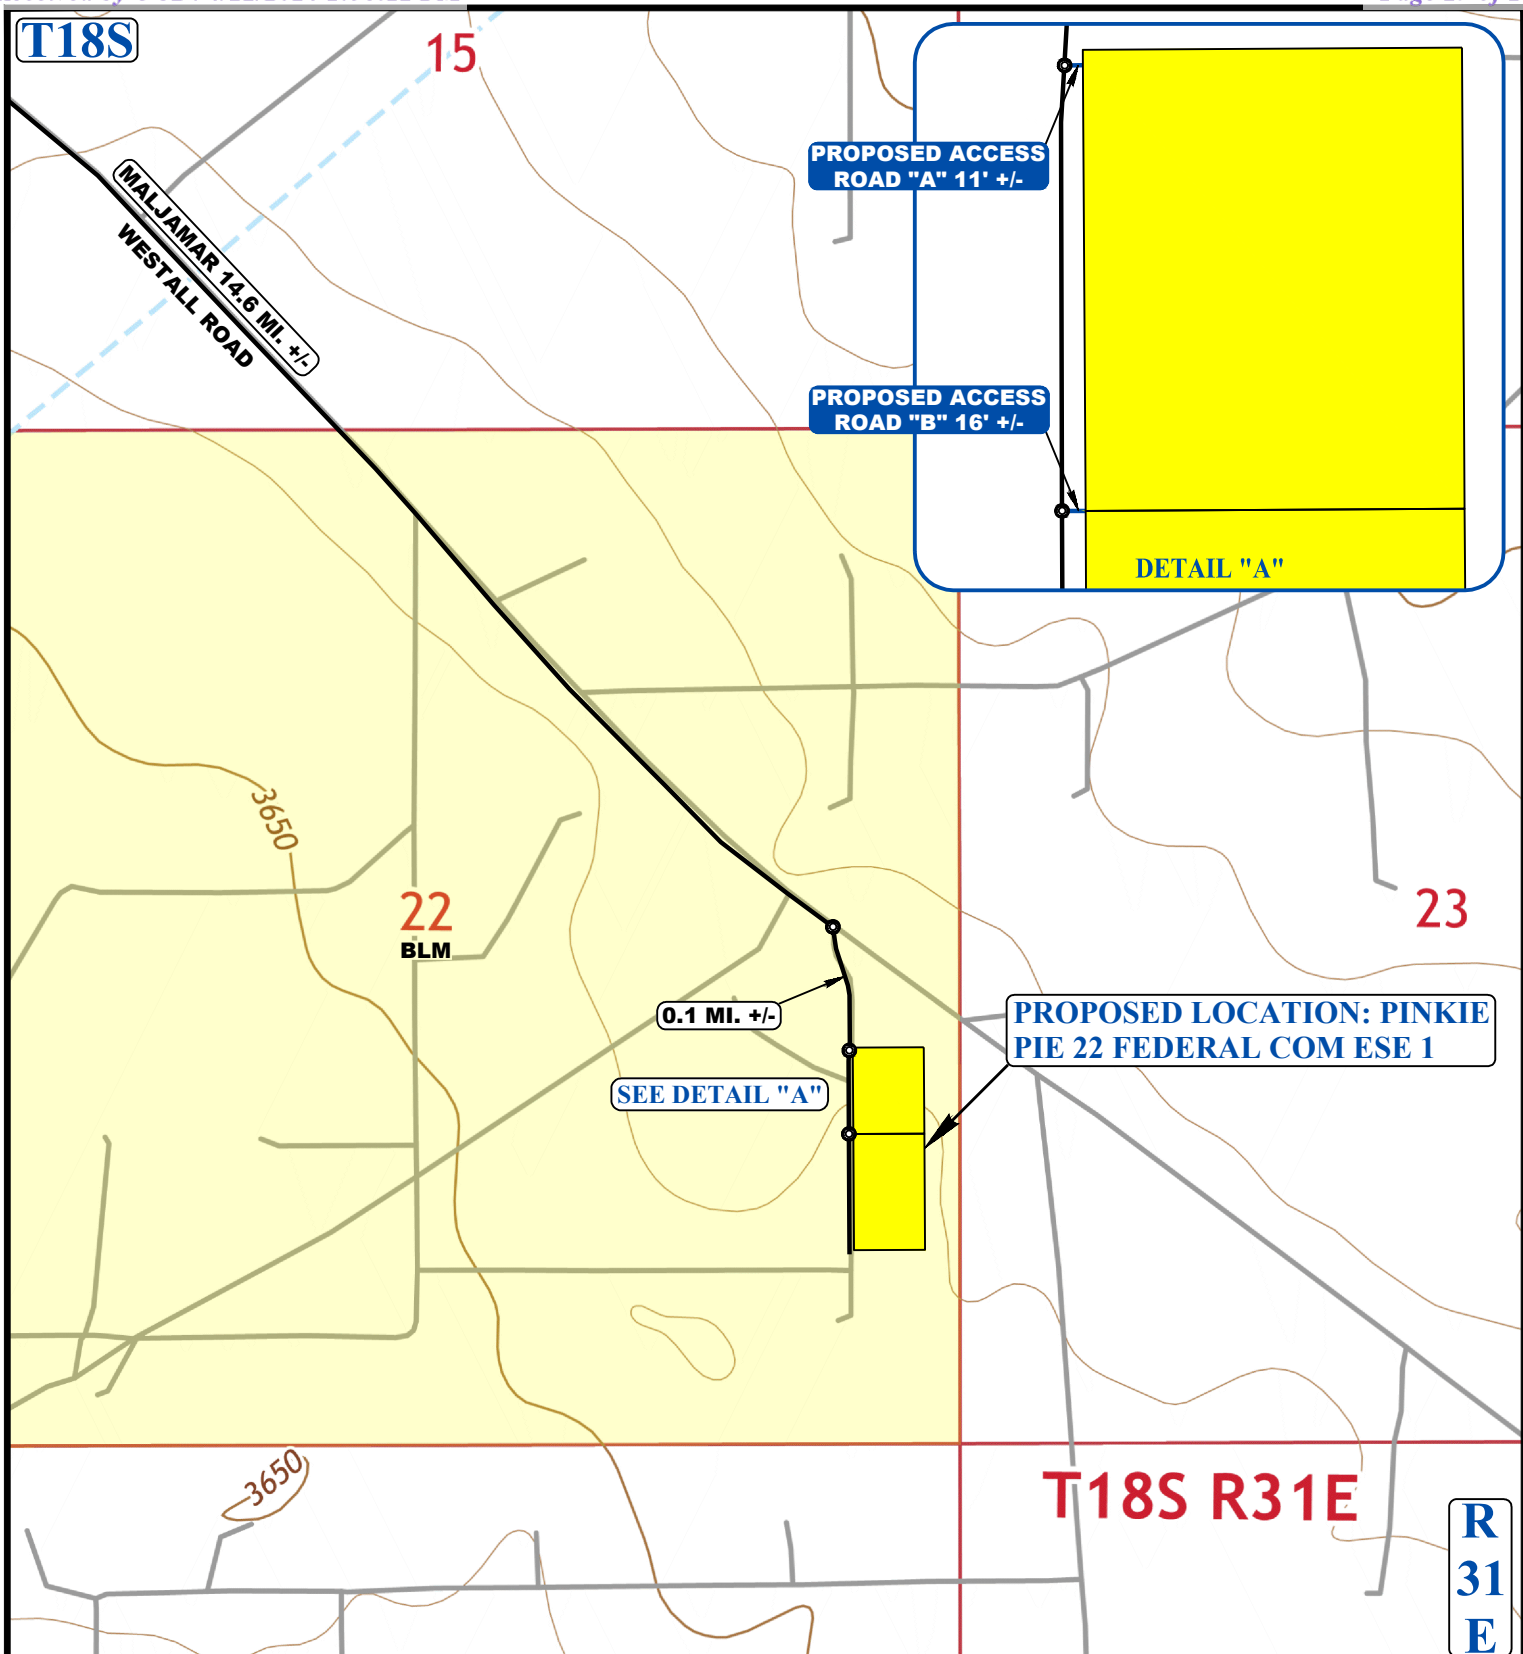 T18S
15
MALJAMAR 14.6 MI. +/-
WESTALL ROAD
PROPOSED ACCESS
ROAD "A" 11' +/-
PROPOSED ACCESS
ROAD "B" 16' +/-
DETAIL "A"
3650
22
BLM
23
0.1 MI. +/-
PROPOSED LOCATION: PINKIE
PIE 22 FEDERAL COM ESE 1
SEE DETAIL "A"
3650
T18S R31E
R
31
E